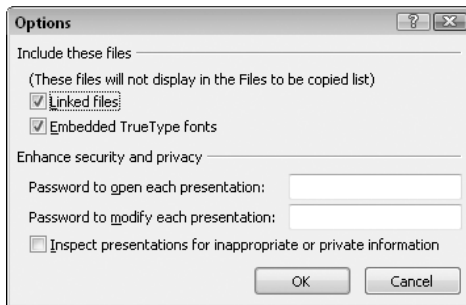 Options
Include these files
(These files will not display in the Files to be copied list)
Linked files
Embedded TrueType fonts
Enhance security and privacy
Password to open each presentation:
Password to modify each presentation:
Inspect presentations for inappropriate or private information
OK Cancel